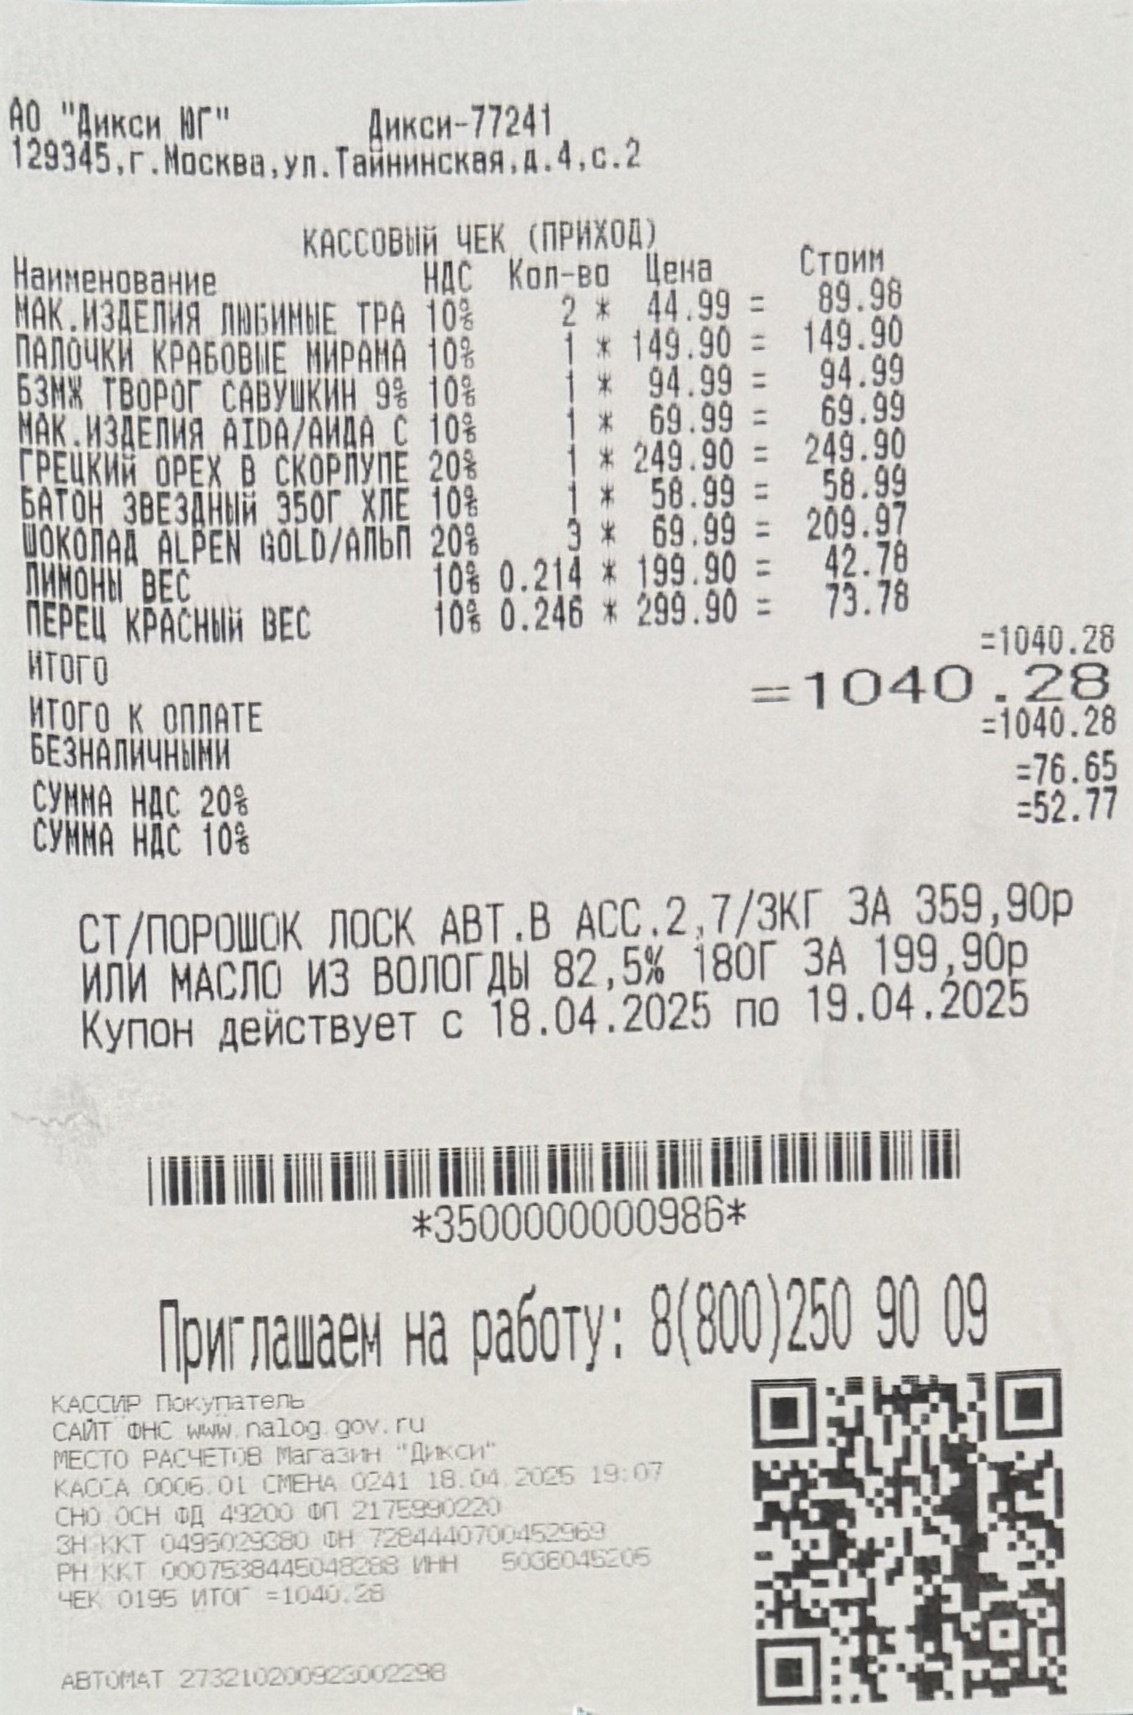 АО "Дикси ЮГ" Дикси-77241
129345,г.Москва,ул.Тайнинская,д.4,с.2
КАССОВЫЙ ЧЕК (ПРИХОД)
Наименование НДС Кол-во Цена Стоим
МАК.ИЗДЕЛИЯ ЛЮБИМЫЕ ТРА 10% 2 * 44.99 = 89.98
ПАЛОЧКИ КРАБОВЫЕ МИРАМА 10% 1 * 149.90 = 149.90
БЗМЖ ТВОРОГ САВУШКИН 9% 10% 1 * 94.99 = 94.99
МАК.ИЗДЕЛИЯ AIDA/АИДА С 10% 1 * 69.99 = 69.99
ГРЕЦКИЙ ОРЕХ В СКОРЛУПЕ 20% 1 * 249.90 = 249.90
БАТОН ЗВЕЗДНЫЙ 350Г ХЛЕ 10% 1 * 58.99 = 58.99
ШОКОЛАД ALPEN GOLD/АЛЬП 20% 3 * 69.99 = 209.97
ЛИМОНЫ ВЕС 10% 0.214 * 199.90 = 42.78
ПЕРЕЦ КРАСНЫЙ ВЕС 10% 0.246 * 299.90 = 73.78
ИТОГО =1040.28
ИТОГО К ОПЛАТЕ =1040.28
БЕЗНАЛИЧНЫМИ =1040.28
СУММА НДС 20% =76.65
СУММА НДС 10% =52.77
СТ/ПОРОШОК ЛОСК АВТ.В АСС.2,7/3КГ ЗА 359,90р
ИЛИ МАСЛО ИЗ ВОЛОГДЫ 82,5% 180Г ЗА 199,90р
Купон действует с 18.04.2025 по 19.04.2025
*3500000000986*
Приглашаем на работу: 8(800)250 90 09
КАССИР Покупатель
САЙТ ФНС www.nalog.gov.ru
МЕСТО РАСЧЕТОВ Магазин "Дикси"
КАССА 0006.01 СМЕНА 0241 18.04.2025 19:07
СНО ОСН ФД 49200 ФП 2175990220
ЗН ККТ 0495029380 ФН 7284440700452969
РН ККТ 0007538445048288 ИНН 5036045205
ЧЕК 0195 ИТОГ =1040.28
АВТОМАТ 273210200923002298